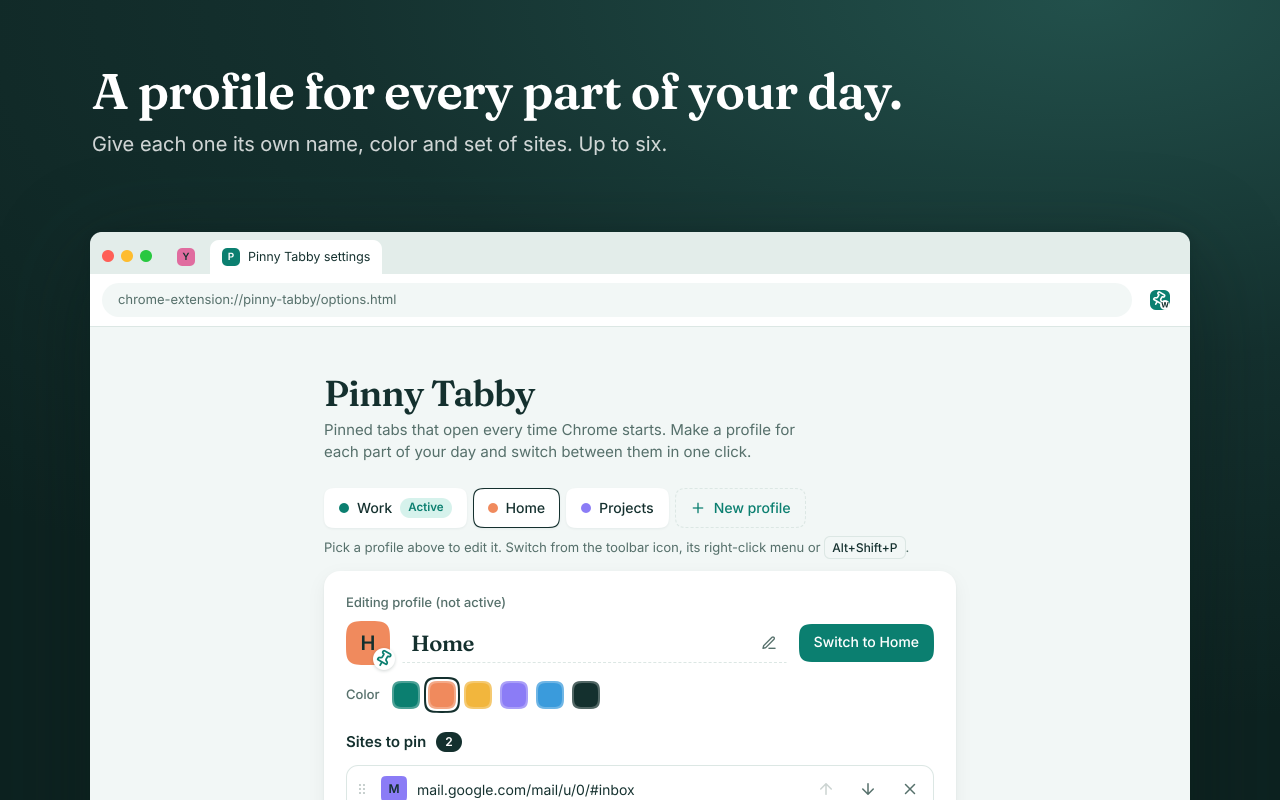 A profile for every part of your day.
Give each one its own name, color and set of sites. Up to six.
Y
P Pinny Tabby settings
chrome-extension://pinny-tabby/options.html
W
Pinny Tabby
Pinned tabs that open every time Chrome starts. Make a profile for
each part of your day and switch between them in one click.
Work Active Home Projects + New profile
Pick a profile above to edit it. Switch from the toolbar icon, its right-click menu or Alt+Shift+P.
Editing profile (not active)
H Home Switch to Home
Color
Sites to pin 2
M mail.google.com/mail/u/0/#inbox